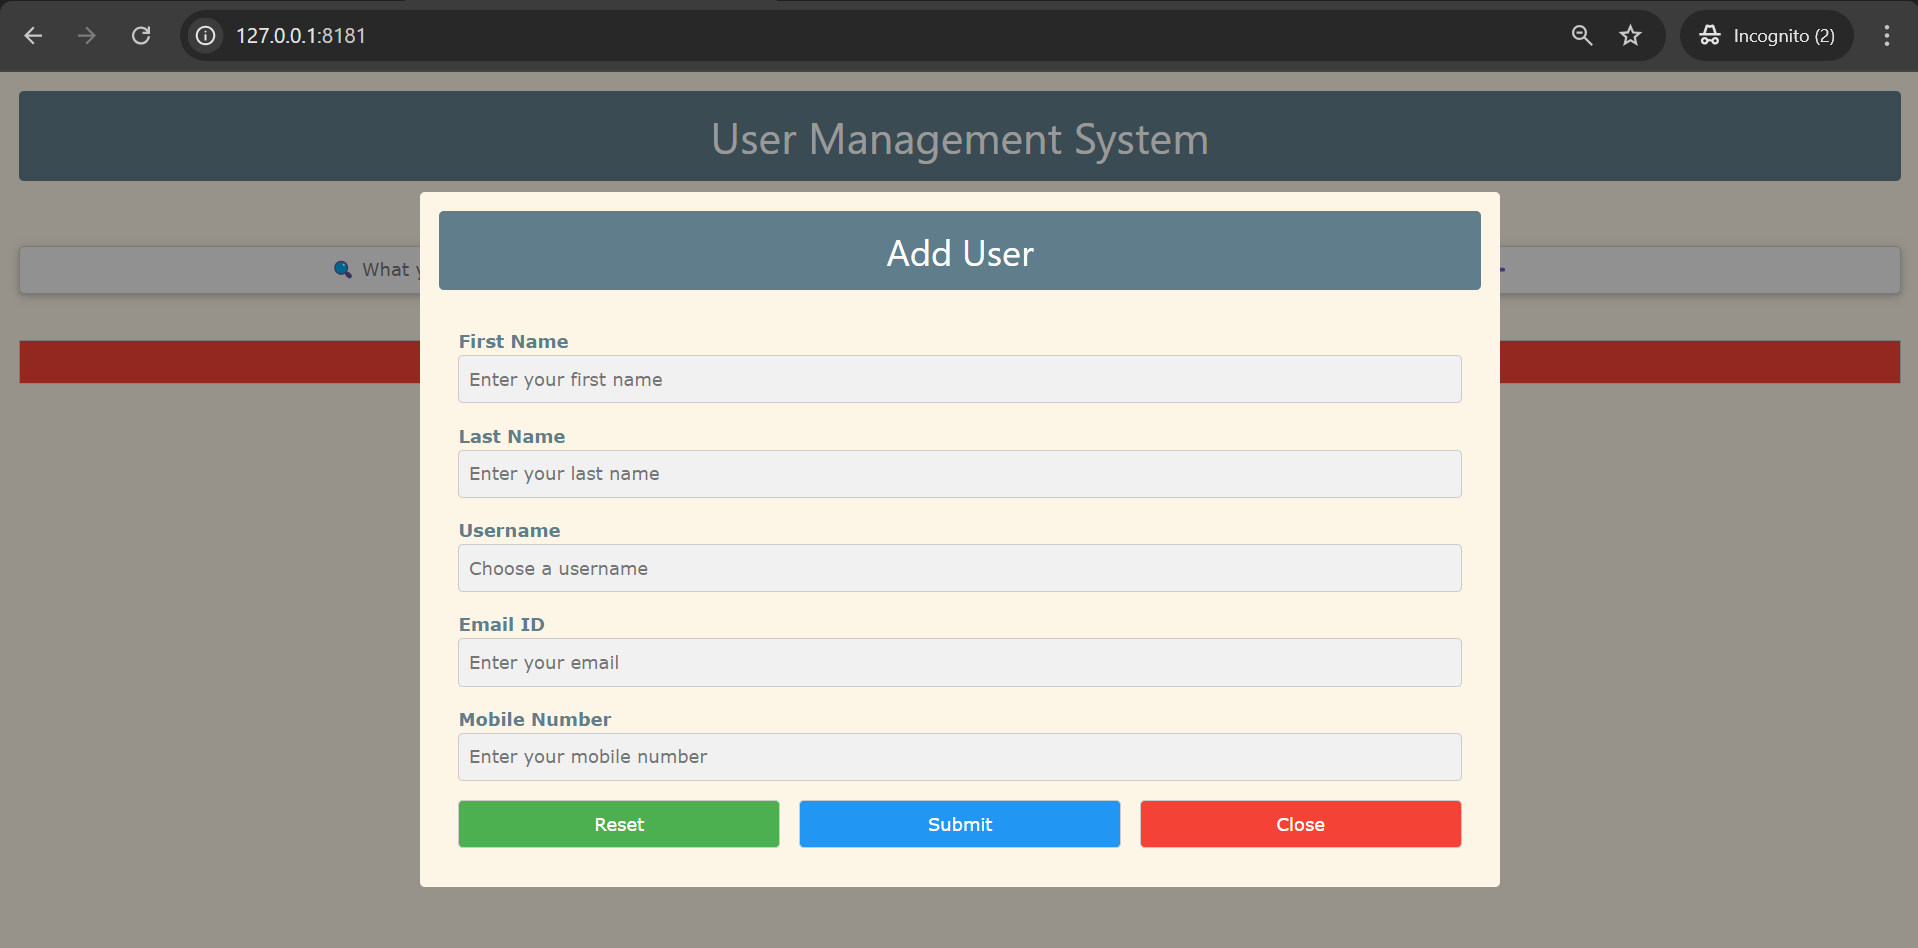 127.0.0.1:8181
Incognito (2)
User Management System
What
Add User
First Name
Enter your first name
Last Name
Enter your last name
Username
Choose a username
Email ID
Enter your email
Mobile Number
Enter your mobile number
Reset Submit Close